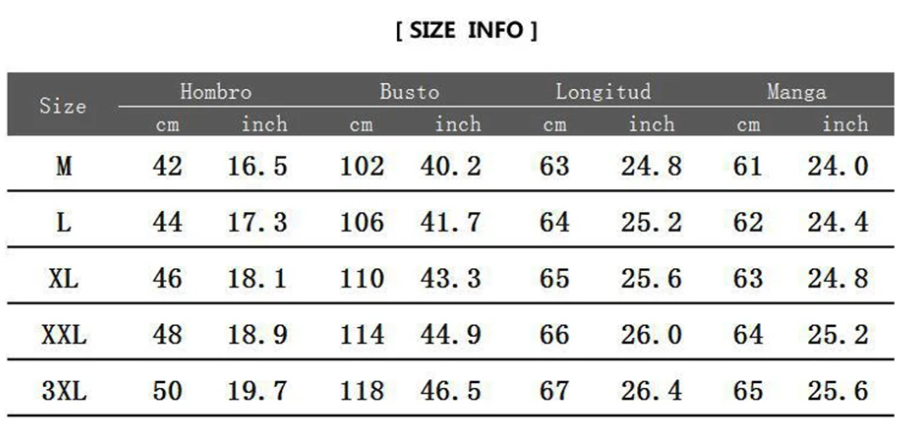 [ SIZE INFO ]
Size Hombro Busto Longitud Manga
cm inch cm inch cm inch cm inch
M 42 16.5 102 40.2 63 24.8 61 24.0
L 44 17.3 106 41.7 64 25.2 62 24.4
XL 46 18.1 110 43.3 65 25.6 63 24.8
XXL 48 18.9 114 44.9 66 26.0 64 25.2
3XL 50 19.7 118 46.5 67 26.4 65 25.6